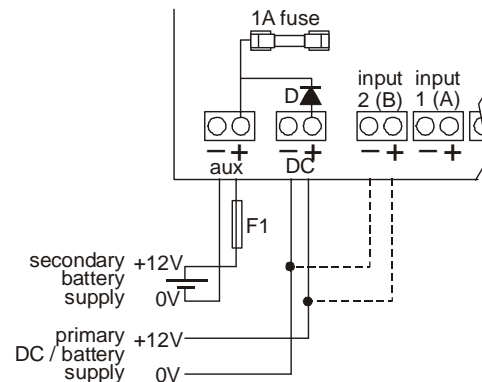 1A fuse
D
input
2 (B)
input
1 (A)
− +
− +
− +
− +
aux
DC
F1
secondary
battery
supply
+12V
0V
primary
DC / battery
supply
+12V
0V